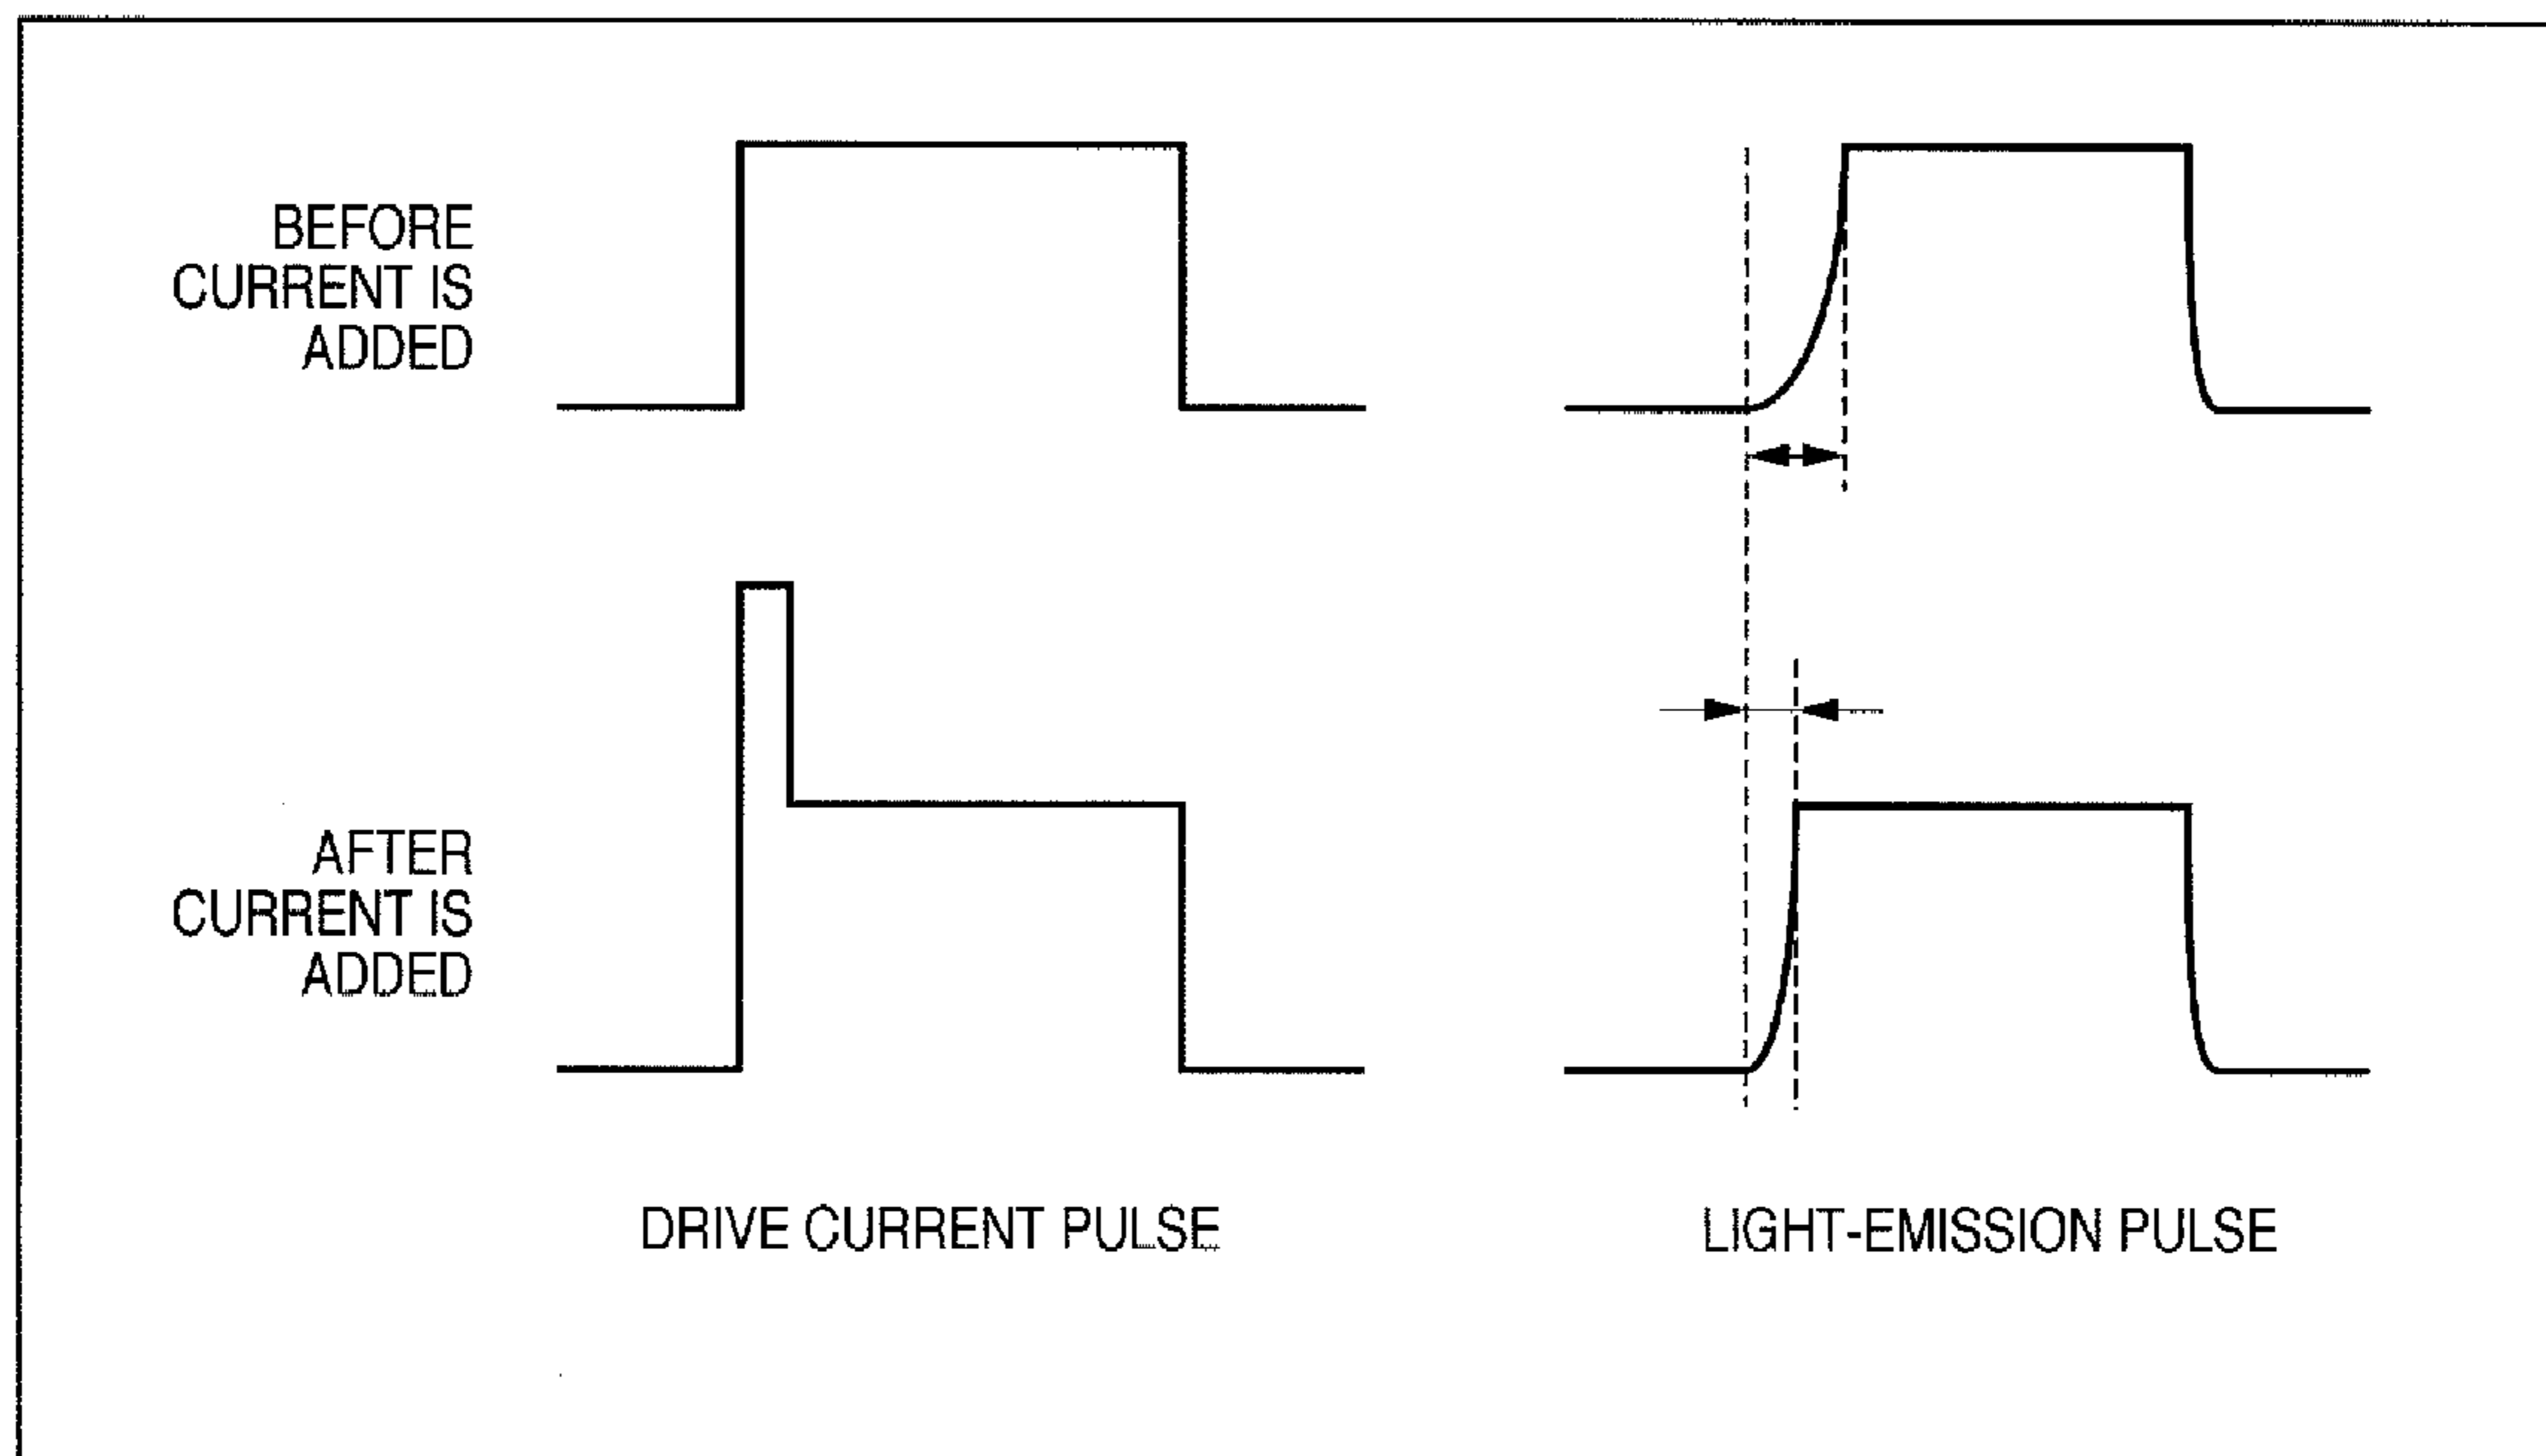 BEFORE
CURRENT IS
ADDED
AFTER
CURRENT IS
ADDED
DRIVE CURRENT PULSE
LIGHT-EMISSION PULSE